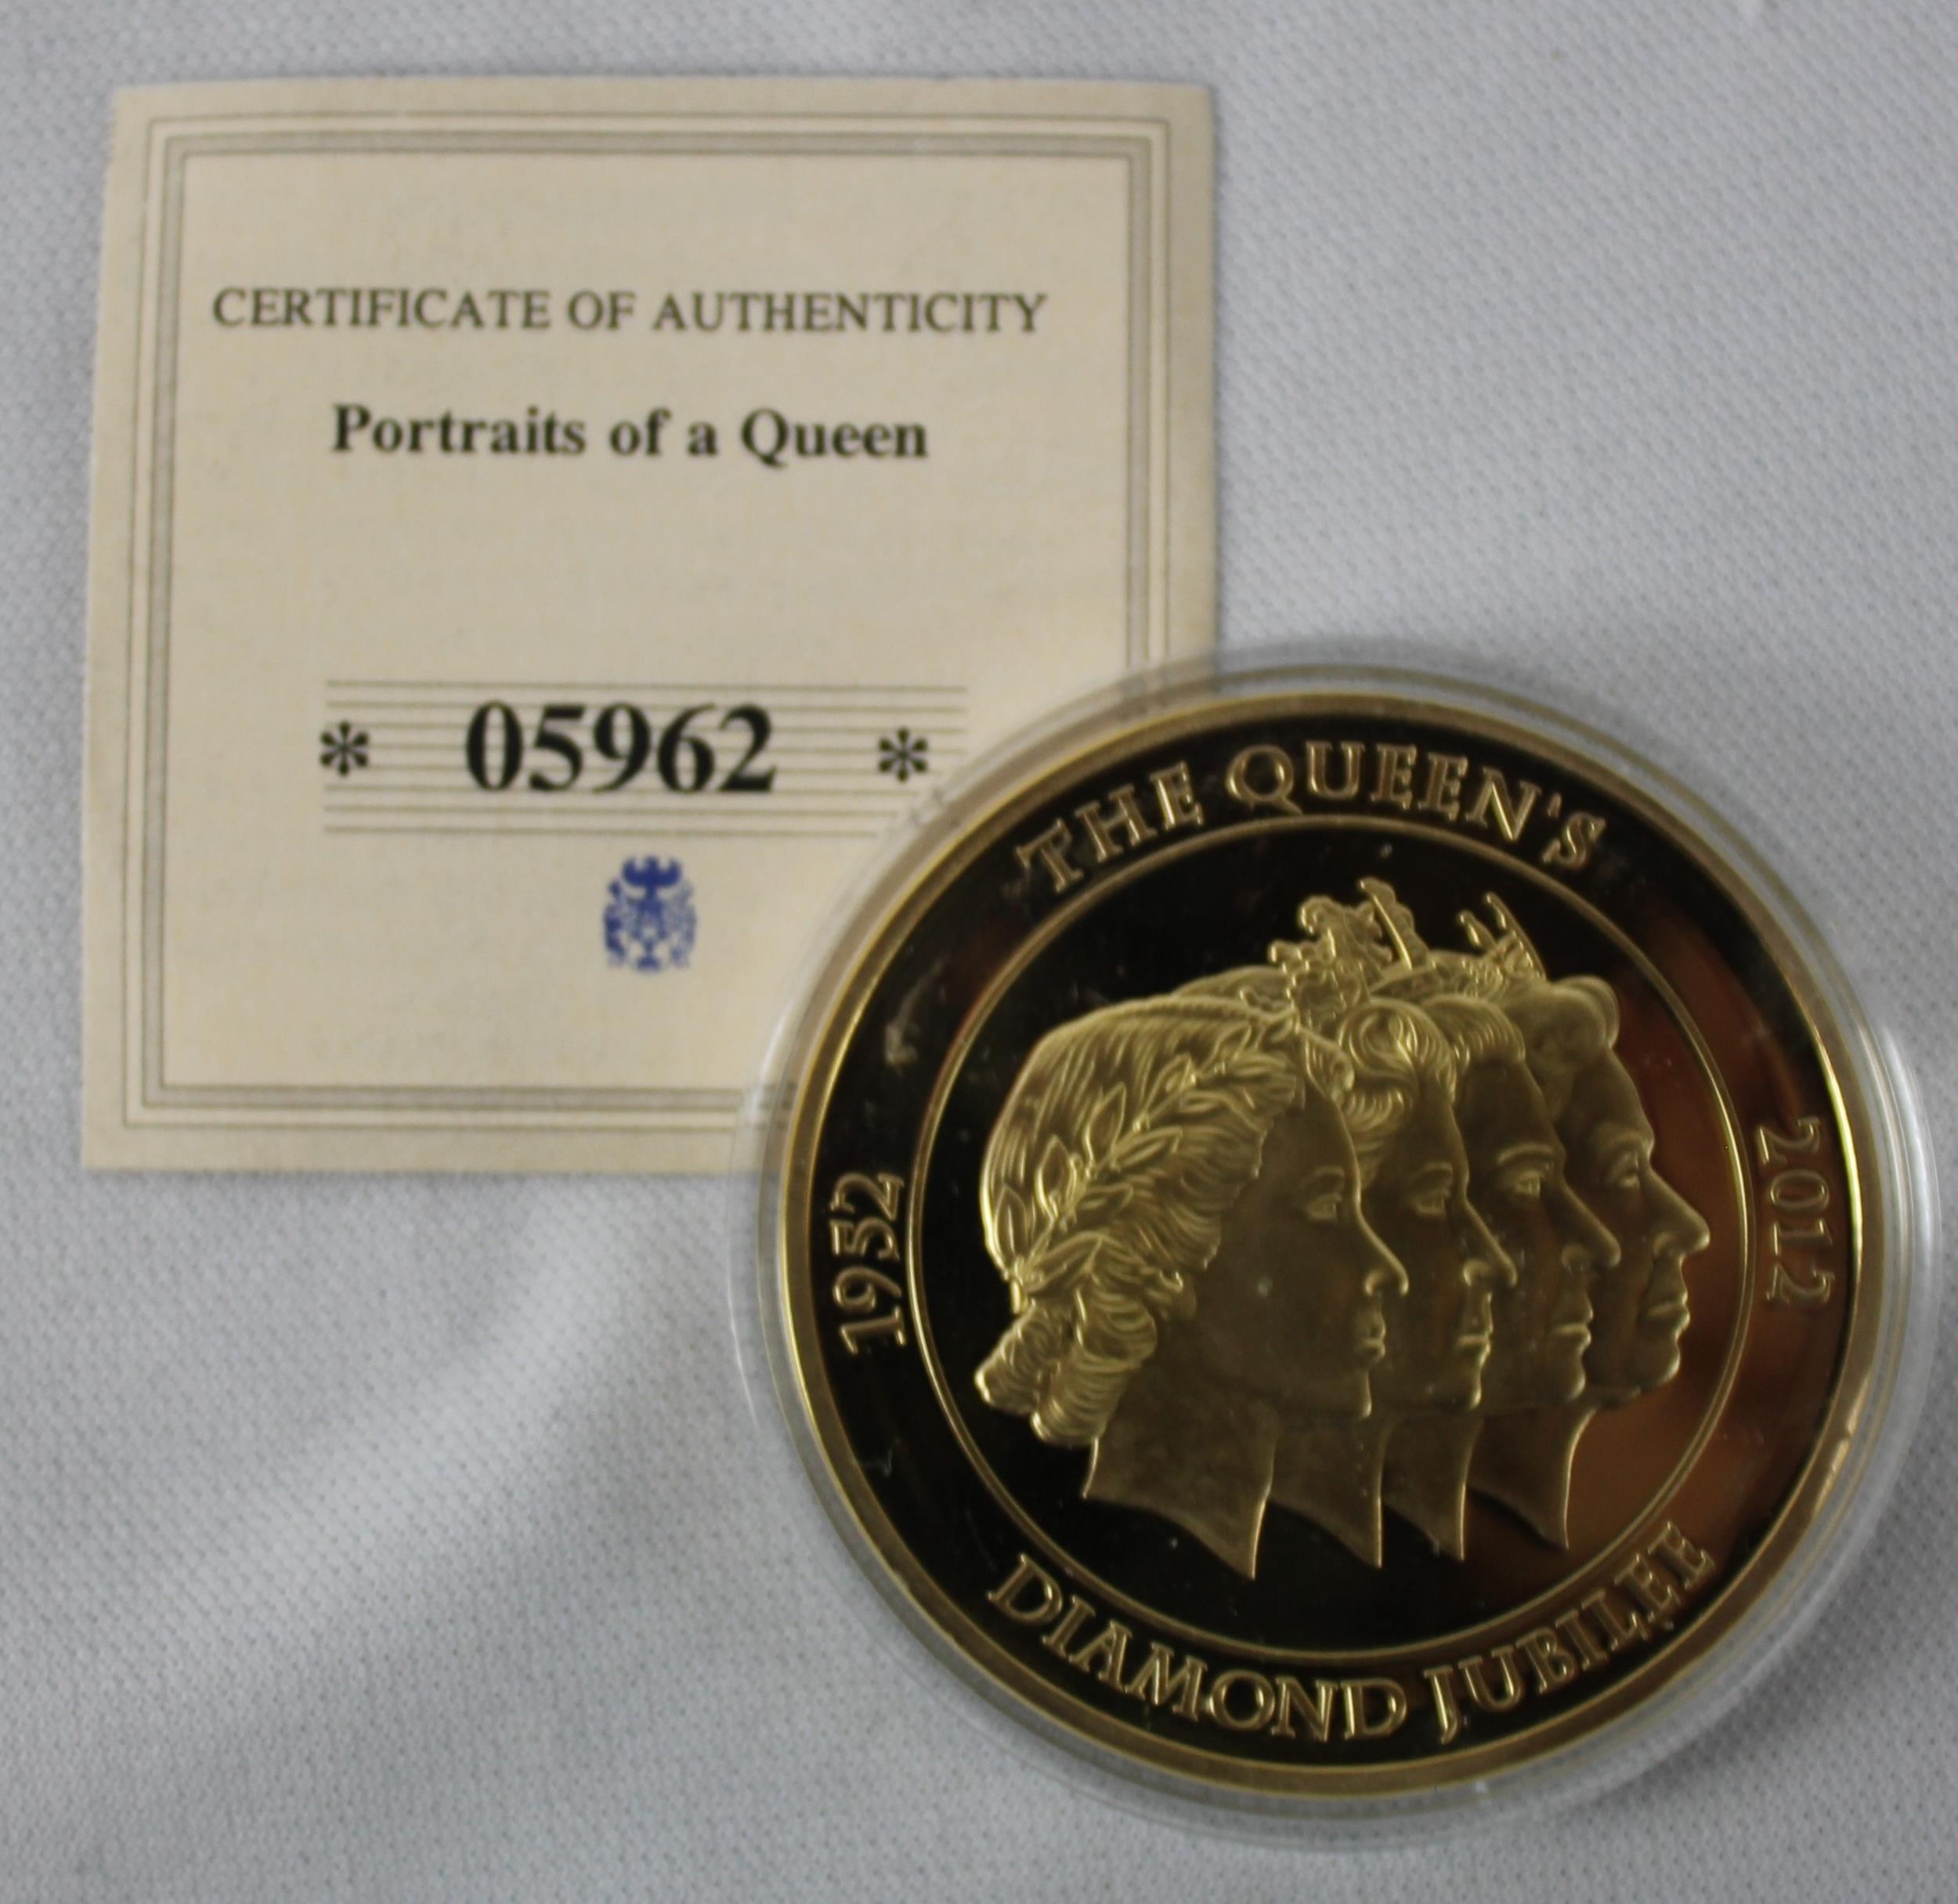 CERTIFICATE OF AUTHENTICITY
Portraits of a Queen
* 05962 *
THE QUEEN'S
1952
2012
DIAMOND JUBILEE